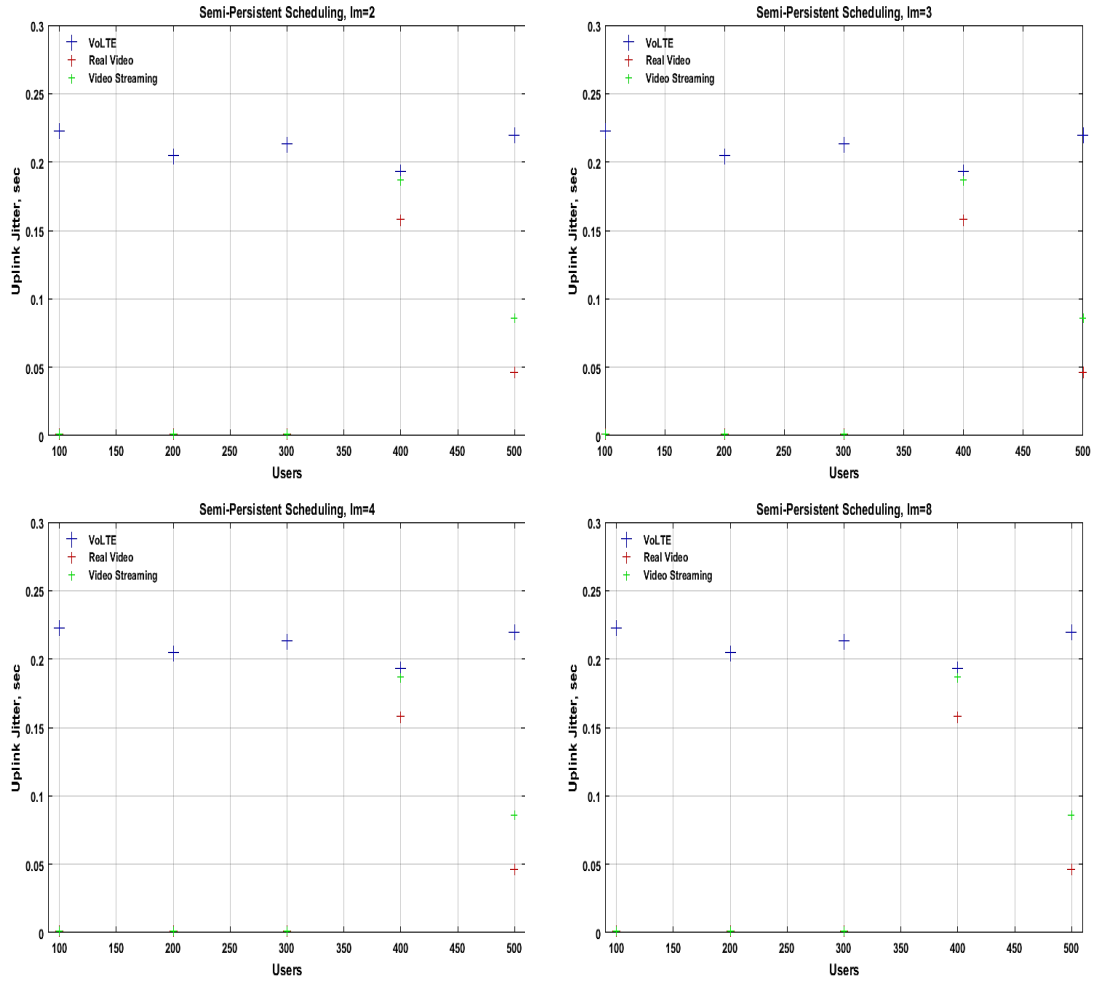 Semi-Persistent Scheduling, Im=2
0.3
0.25
0.2
0.15
0.1
0.05
0
Uplink Jitter, sec
VoLTE
Real Video
Video Streaming
100 150 200 250 300 350 400 450 500
Users
Semi-Persistent Scheduling, Im=3
0.3
0.25
0.2
0.15
0.1
0.05
0
Uplink Jitter, sec
VoLTE
Real Video
Video Streaming
100 150 200 250 300 350 400 450 500
Users
Semi-Persistent Scheduling, Im=4
0.3
0.25
0.2
0.15
0.1
0.05
0
Uplink Jitter, sec
VoLTE
Real Video
Video Streaming
100 150 200 250 300 350 400 450 500
Users
Semi-Persistent Scheduling, Im=8
0.3
0.25
0.2
0.15
0.1
0.05
0
Uplink Jitter, sec
VoLTE
Real Video
Video Streaming
100 150 200 250 300 350 400 450 500
Users